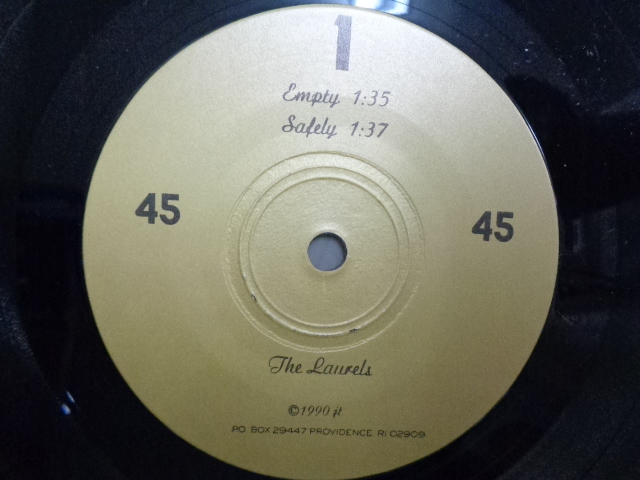 1
Empty 1:35
Safely 1:37
45 45
The Laurels
©1990 jt
PO. BOX 29447 PROVIDENCE, RI 02909